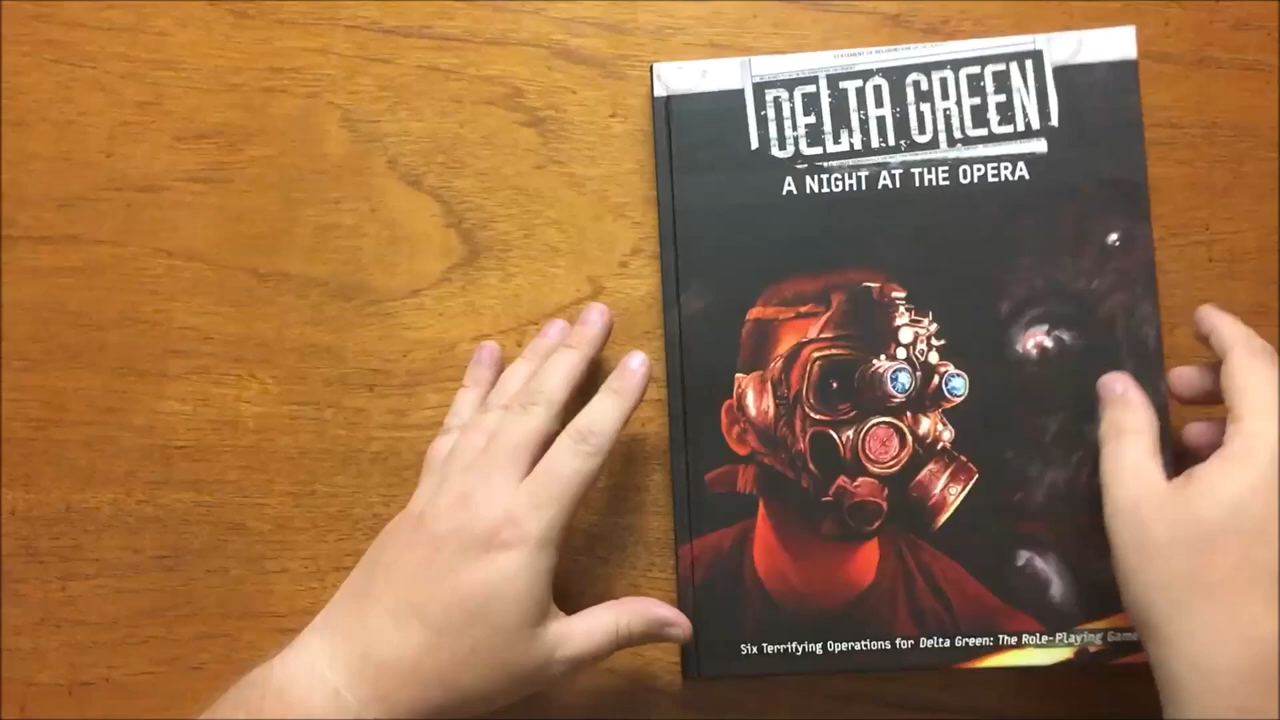 DELTA GREEN
A NIGHT AT THE OPERA
Six Terrifying Operations for Delta Green: The Role-Playing Game